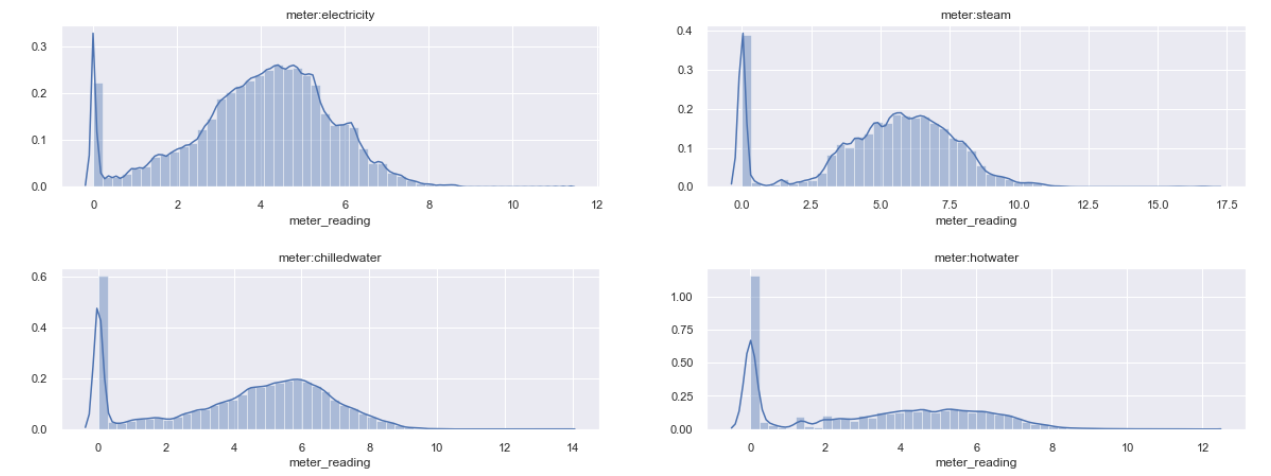 meter:electricity
0.3
0.2
0.1
0.0
0 2 4 6 8 10 12
meter_reading
meter:steam
0.4
0.3
0.2
0.1
0.0
0.0 2.5 5.0 7.5 10.0 12.5 15.0 17.5
meter_reading
meter:chilledwater
0.6
0.4
0.2
0.0
0 2 4 6 8 10 12 14
meter_reading
meter:hotwater
1.00
0.75
0.50
0.25
0.00
0 2 4 6 8 10 12
meter_reading